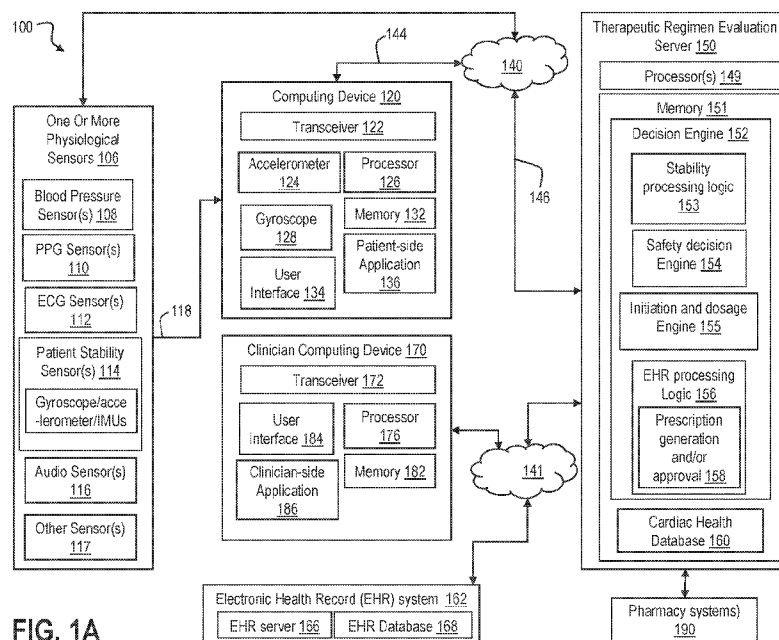 100
144
140
146
118
One Or More
Physiological
Sensors 106
Blood Pressure
Sensor(s) 108
PPG Sensor(s)
110
ECG Sensor(s)
112
Patient Stability
Sensor(s) 114
Gyroscope/acce
-lerometer/IMUs
Audio Sensor(s)
116
Other Sensor(s)
117
Computing Device 120
Transceiver 122
Accelerometer
124
Processor
126
Gyroscope
128
Memory 132
User
Interface 134
Patient-side
Application
136
Clinician Computing Device 170
Transceiver 172
User
Interface 184
Processor
176
Clinician-side
Application
186
Memory 182
141
Therapeutic Regimen Evaluation
Server 150
Processor(s) 149
Memory 151
Decision Engine 152
Stability
processing logic
153
Safety decision
Engine 154
Initiation and dosage
Engine 155
EHR processing
Logic 156
Prescription
generation
and/or
approval 158
Cardiac Health
Database 160
Electronic Health Record (EHR) system 162
EHR server 166
EHR Database 168
Pharmacy systems)
190
FIG. 1A